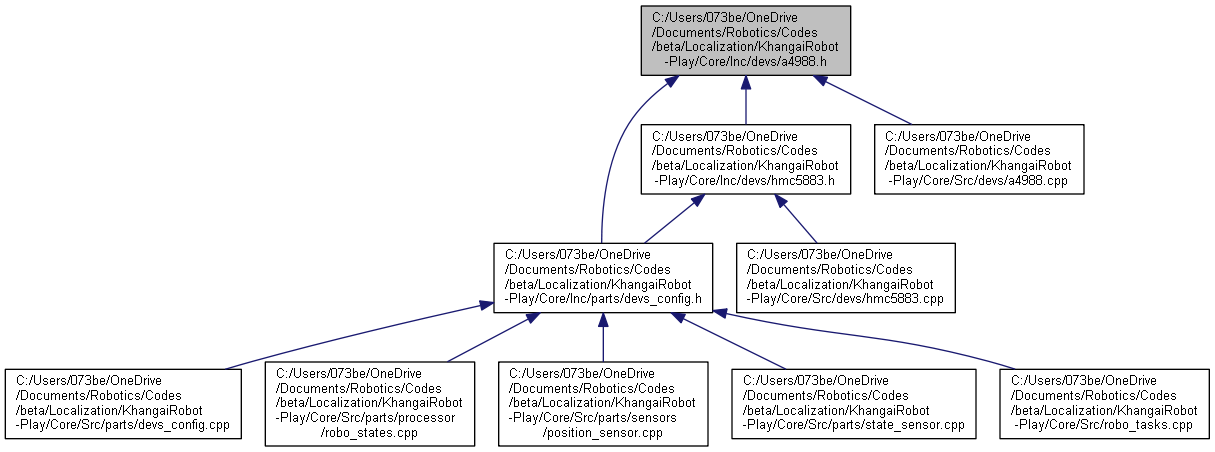 C:/Users/073be/OneDrive
/Documents/Robotics/Codes
/beta/Localization/KhangaiRobot
-Play/Core/Inc/devs/a4988.h
C:/Users/073be/OneDrive
/Documents/Robotics/Codes
/beta/Localization/KhangaiRobot
-Play/Core/Inc/devs/hmc5883.h
C:/Users/073be/OneDrive
/Documents/Robotics/Codes
/beta/Localization/KhangaiRobot
-Play/Core/Src/devs/a4988.cpp
C:/Users/073be/OneDrive
/Documents/Robotics/Codes
/beta/Localization/KhangaiRobot
-Play/Core/Inc/parts/devs_config.h
C:/Users/073be/OneDrive
/Documents/Robotics/Codes
/beta/Localization/KhangaiRobot
-Play/Core/Src/devs/hmc5883.cpp
C:/Users/073be/OneDrive
/Documents/Robotics/Codes
/beta/Localization/KhangaiRobot
-Play/Core/Src/parts/devs_config.cpp
C:/Users/073be/OneDrive
/Documents/Robotics/Codes
/beta/Localization/KhangaiRobot
-Play/Core/Src/parts/processor
/robo_states.cpp
C:/Users/073be/OneDrive
/Documents/Robotics/Codes
/beta/Localization/KhangaiRobot
-Play/Core/Src/parts/sensors
/position_sensor.cpp
C:/Users/073be/OneDrive
/Documents/Robotics/Codes
/beta/Localization/KhangaiRobot
-Play/Core/Src/parts/state_sensor.cpp
C:/Users/073be/OneDrive
/Documents/Robotics/Codes
/beta/Localization/KhangaiRobot
-Play/Core/Src/robo_tasks.cpp